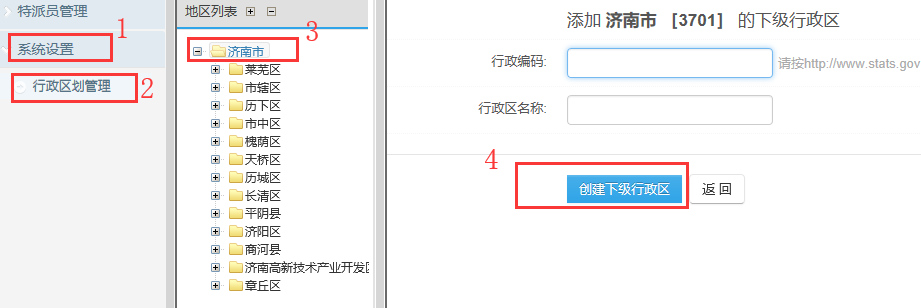 特派员管理
1
系统设置
行政区划管理
2
地区列表
3
济南市
莱芜区
市辖区
历下区
市中区
槐荫区
天桥区
历城区
长清区
平阴县
济阳区
商河县
济南高新技术产业开发区
章丘区
添加 济南市 [3701] 的下级行政区
行政编码:
请按http://www.stats.gov
行政区名称:
4
创建下级行政区
返 回